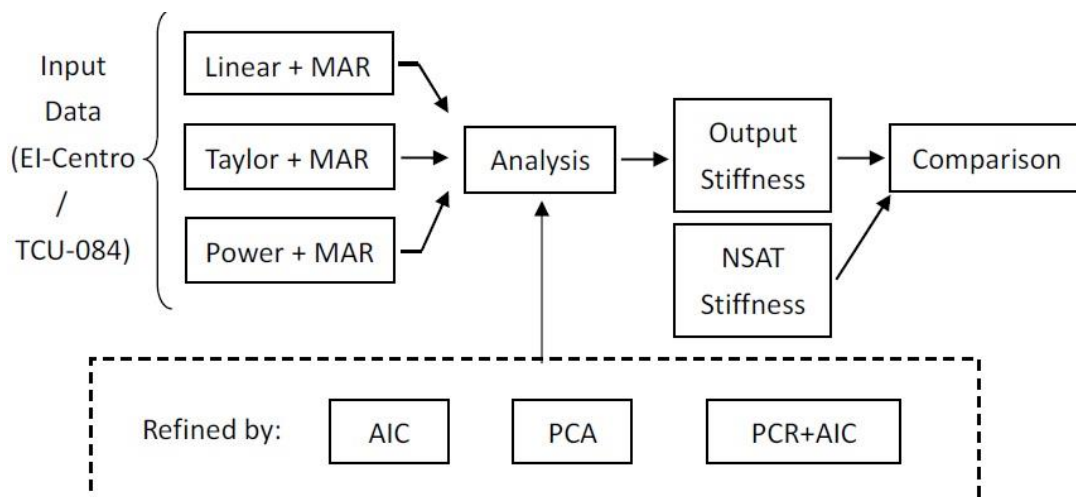 Input
Data
(EI-Centro
/
TCU-084)
Linear + MAR
Taylor + MAR
Power + MAR
Analysis
Output
Stiffness
NSAT
Stiffness
Comparison
Refined by:
AIC
PCA
PCR+AIC